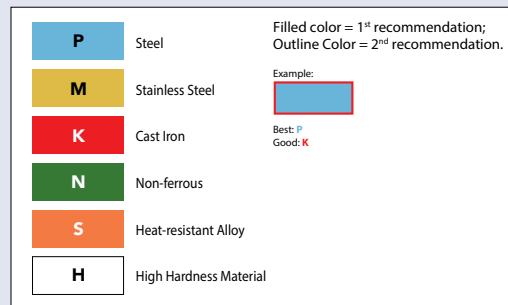 P Steel
M Stainless Steel
K Cast Iron
N Non-ferrous
S Heat-resistant Alloy
H High Hardness Material
Filled color = 1st recommendation;
Outline Color = 2nd recommendation.
Example:
Best: P
Good: K